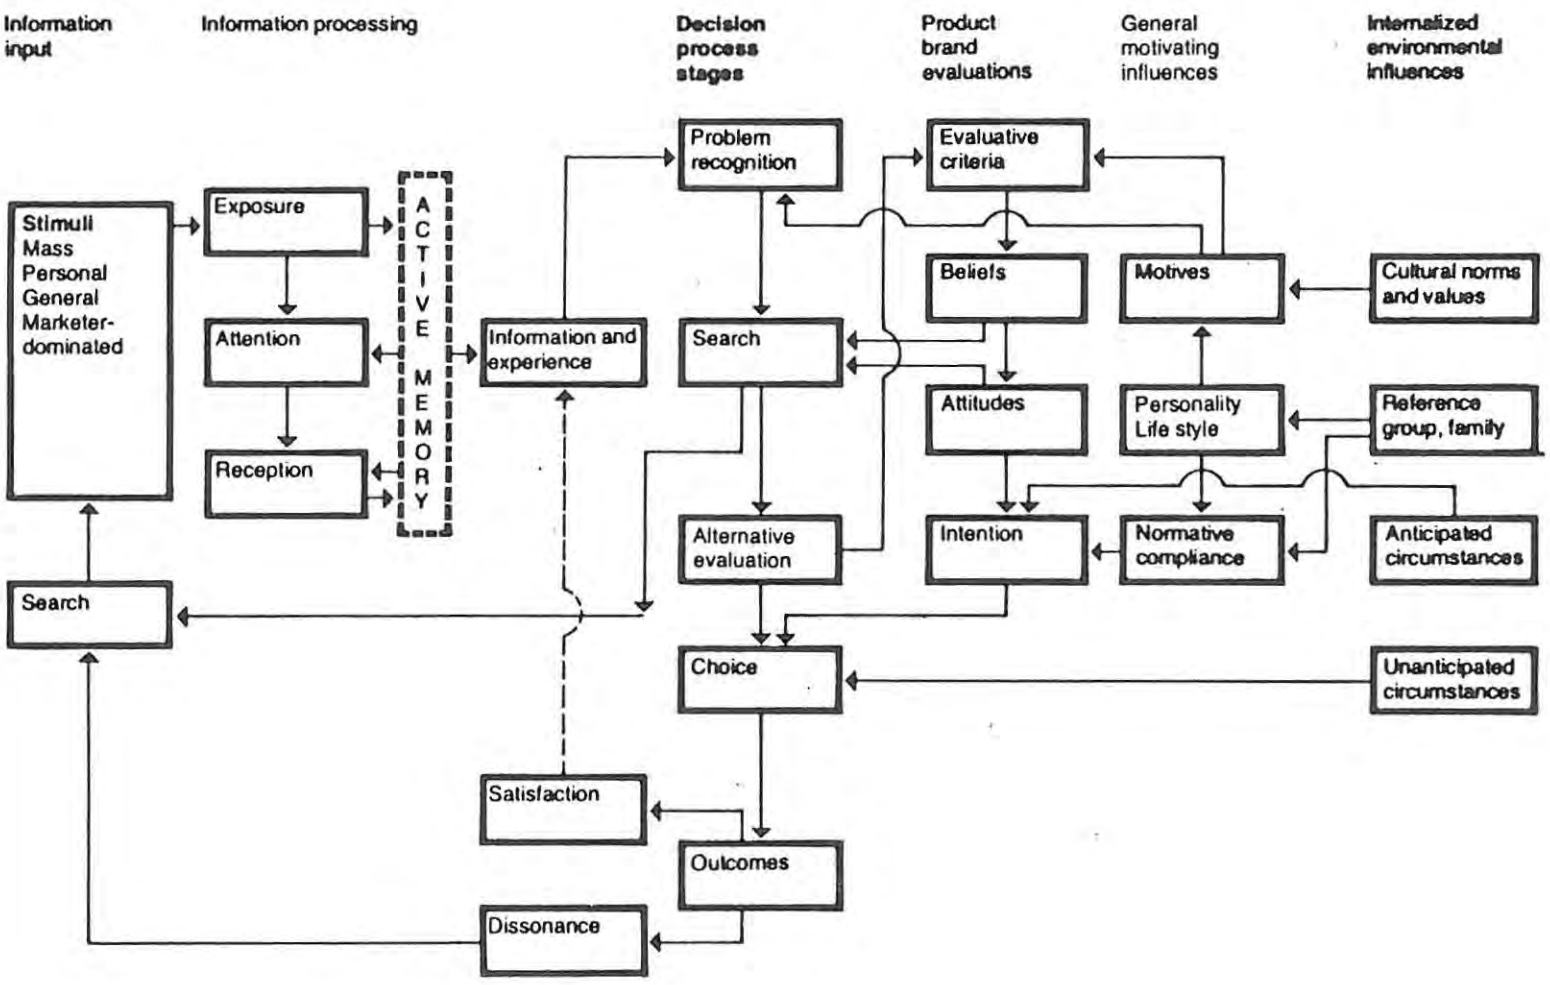 Information
input
Information processing
Decision
process
stages
Product
brand
evaluations
General
motivating
influences
Internalized
environmental
influences
Stimuli
Mass
Personal
General
Marketer-
dominated
Search
Exposure
Attention
Reception
ACTIVE MEMORY
Information and
experience
Satisfaction
Dissonance
Problem
recognition
Search
Alternative
evaluation
Choice
Outcomes
Evaluative
criteria
Beliefs
Attitudes
Intention
Motives
Personality
Life style
Normative
compliance
Cultural norms
and values
Reference
group, family
Anticipated
circumstances
Unanticipated
circumstances